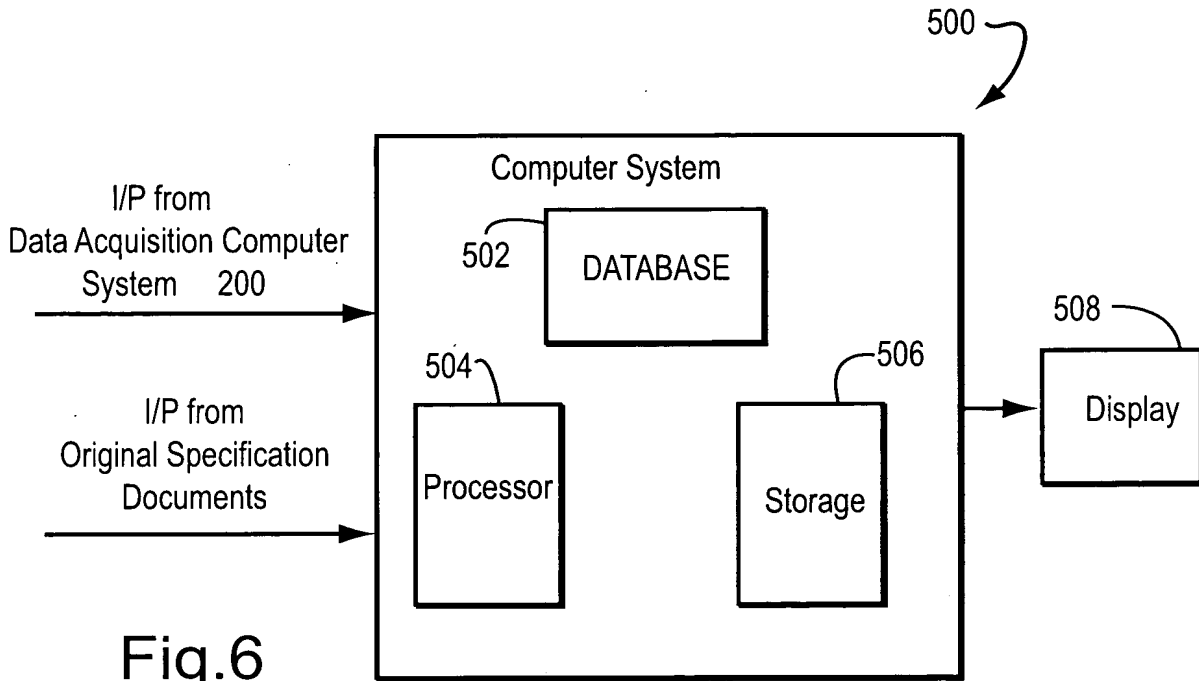 500
Computer System
I/P from
Data Acquisition Computer
System 200
502
DATABASE
508
504
506
I/P from
Original Specification
Documents
Processor
Storage
Display
Fig.6